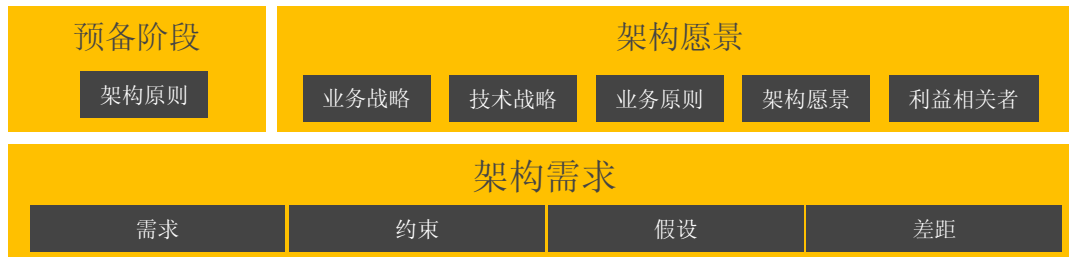 预备阶段
架构原则
架构愿景
业务战略
技术战略
业务原则
架构愿景
利益相关者
架构需求
需求
约束
假设
差距